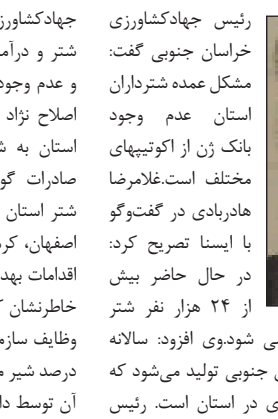 رئیس جهادکشاورزی
خراسان جنوبی گفت:
مشکل عمده شترداران
استان عدم وجود
بانک ژن از اکوتیپهای
مختلف است.غلامرضا
هادربادی در گفت‌وگو
با ایسنا تصریح کرد:
در حال حاضر بیش
از ۲۴ هزار نفر شتر
شود.وی افزود: سالانه
جنوبی تولید می‌شود که
در استان است. رئیس
جهادکشاورز
شتر و درآم
و عدم وجود
اصلاح نژاد
استان به ش
صادرات گو
شتر استان
اصفهان، کر
اقدامات بهد
خاطرنشان ک
وظایف سازم
درصد شیر م
آن توسط دا